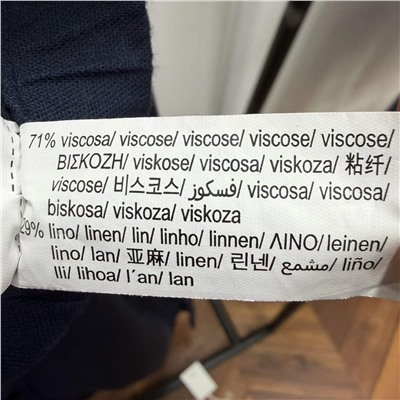 71% viscosa/ viscose/ viscose/ viscose/ viscose/
ΒΙΣΚΟΖΗ/ viskose/ viscosa/ viskoza/ 粘纤/
viscose/ 비스코스/ فسكوز/ viscosa/ viscosa/
biskosa/ viskoza/ viskoza
29% lino/ linen/ lin/ linho/ linnen/ ΛΙΝΟ/ leinen/
lino/ lan/ 亚麻/ linen/ 린넨/ مشمع/ liño/
lli/ lihoa/ l´an/ lan